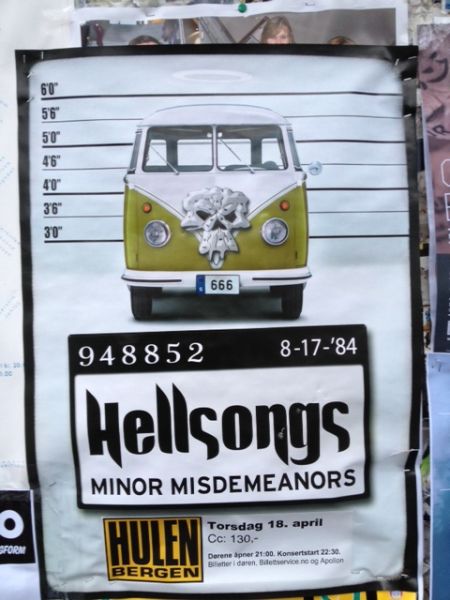 6'0"
5'6"
5'0"
4'6"
4'0"
3'6"
3'0"
666
948852 8-17-'84
Hellsongs
MINOR MISDEMEANORS
HULEN
BERGEN
Torsdag 18. april
Cc: 130,-
Dørene åpner 21:00. Konsertstart 22:30.
Billetter i døren, Billettservice.no og Apollon